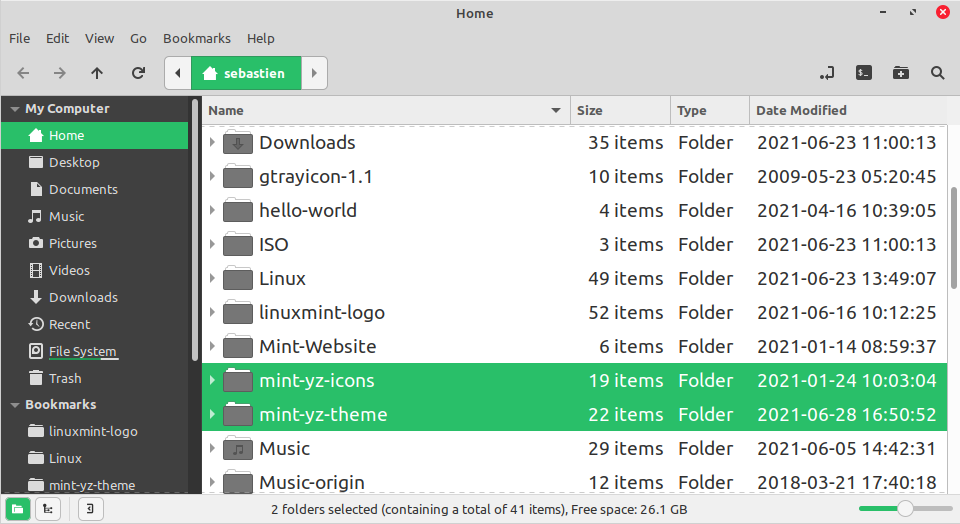 Home
File Edit View Go Bookmarks Help
sebastien
My Computer
Home
Desktop
Documents
Music
Pictures
Videos
Downloads
Recent
File System
Trash
Bookmarks
linuxmint-logo
Linux
mint-yz-theme
Name Size Type Date Modified
Downloads 35 items Folder 2021-06-23 11:00:13
gtrayicon-1.1 10 items Folder 2009-05-23 05:20:45
hello-world 4 items Folder 2021-04-16 10:39:05
ISO 3 items Folder 2021-06-23 11:00:13
Linux 49 items Folder 2021-06-23 13:49:07
linuxmint-logo 52 items Folder 2021-06-16 10:12:25
Mint-Website 6 items Folder 2021-01-14 08:59:37
mint-yz-icons 19 items Folder 2021-01-24 10:03:04
mint-yz-theme 22 items Folder 2021-06-28 16:50:52
Music 29 items Folder 2021-06-05 14:42:31
Music-origin 12 items Folder 2018-03-21 17:40:18
2 folders selected (containing a total of 41 items), Free space: 26.1 GB